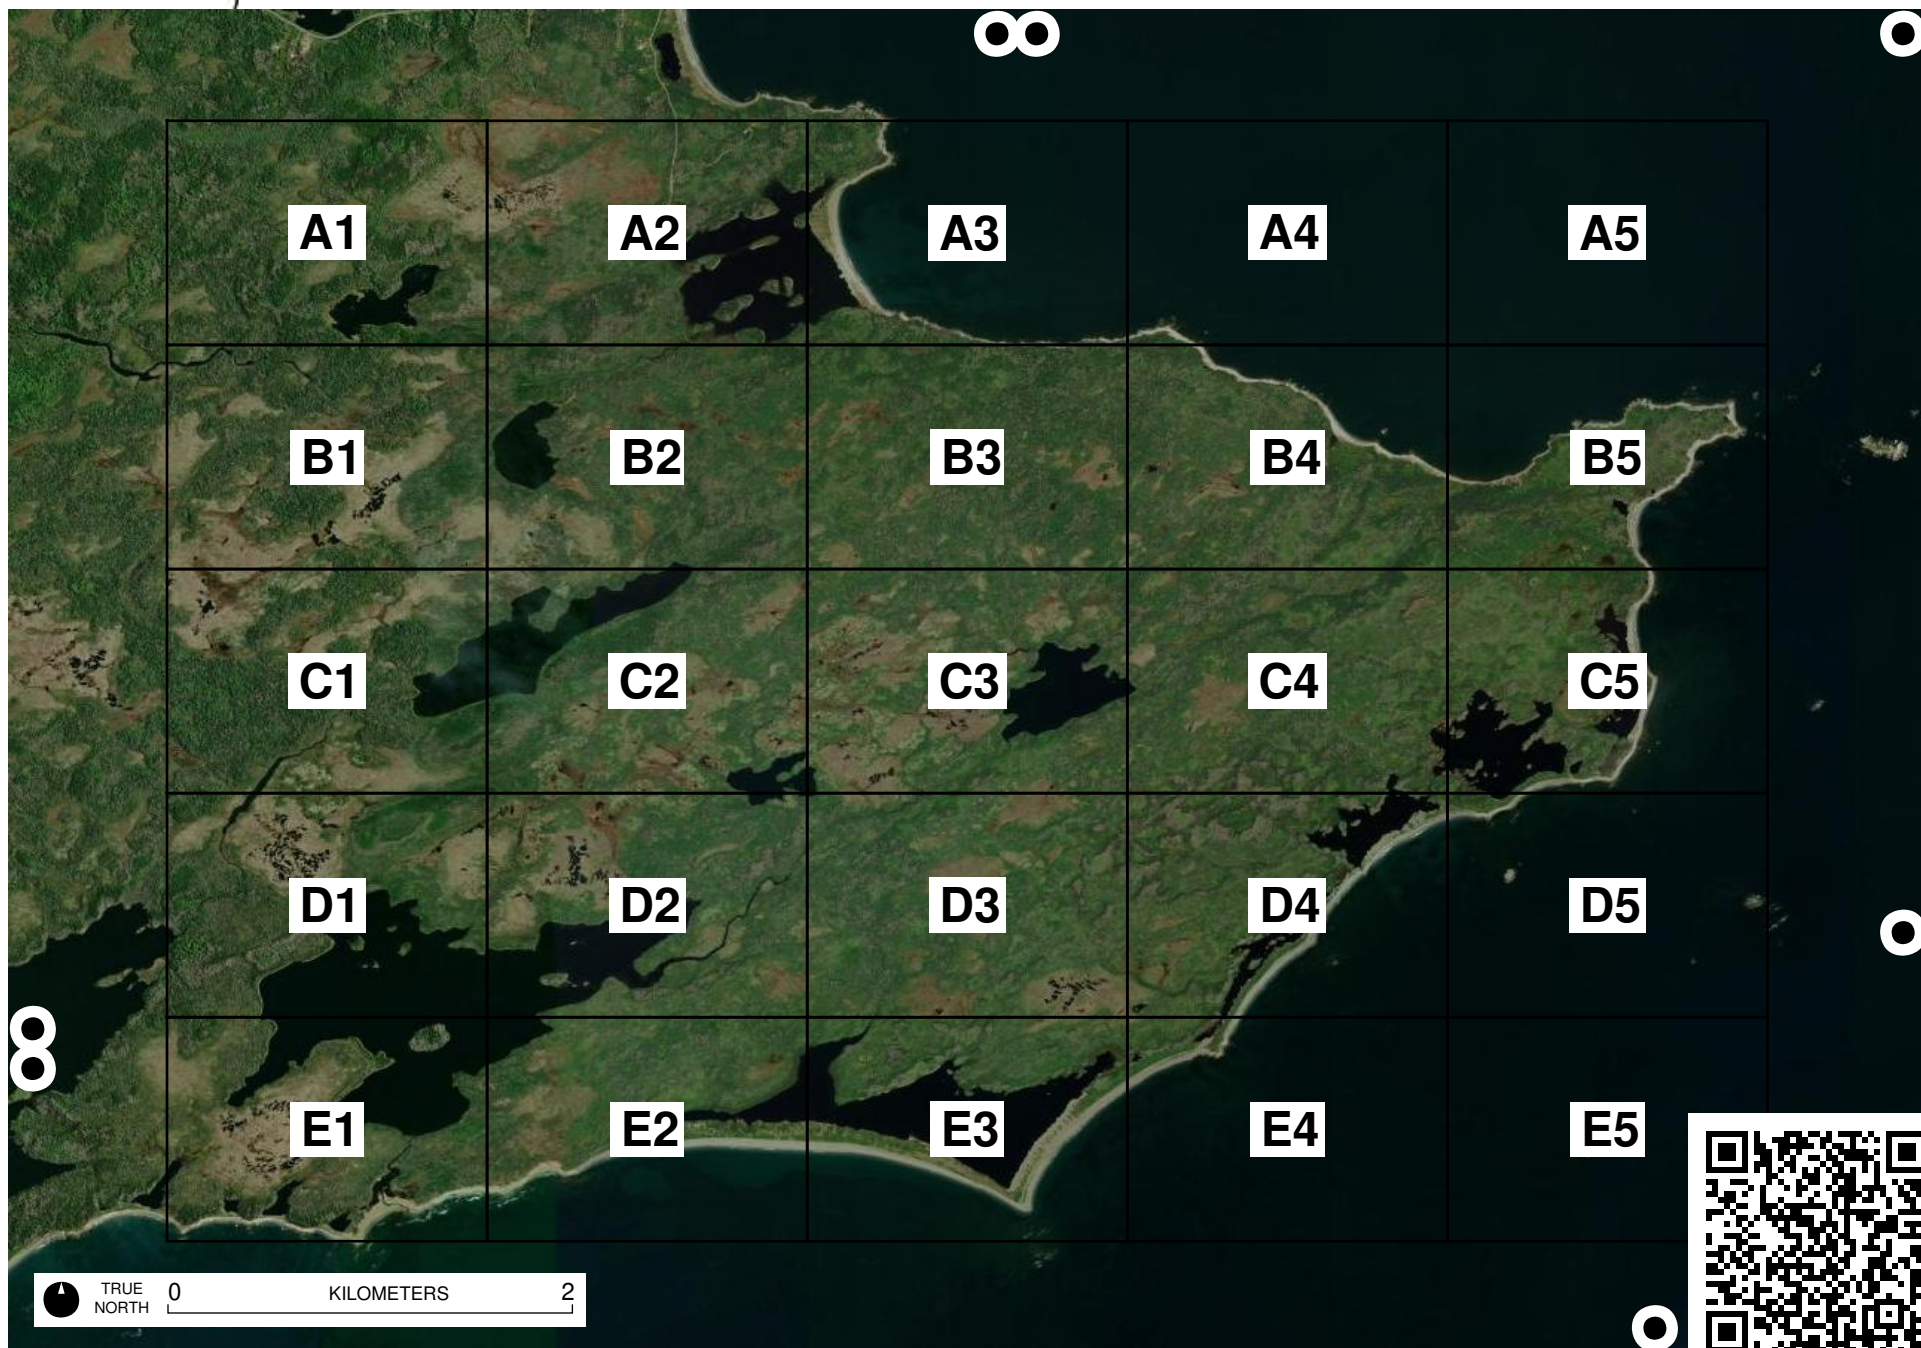 A1 A2 A3 A4 A5
B1 B2 B3 B4 B5
C1 C2 C3 C4 C5
D1 D2 D3 D4 D5
E1 E2 E3 E4 E5
TRUE NORTH
0 KILOMETERS 2